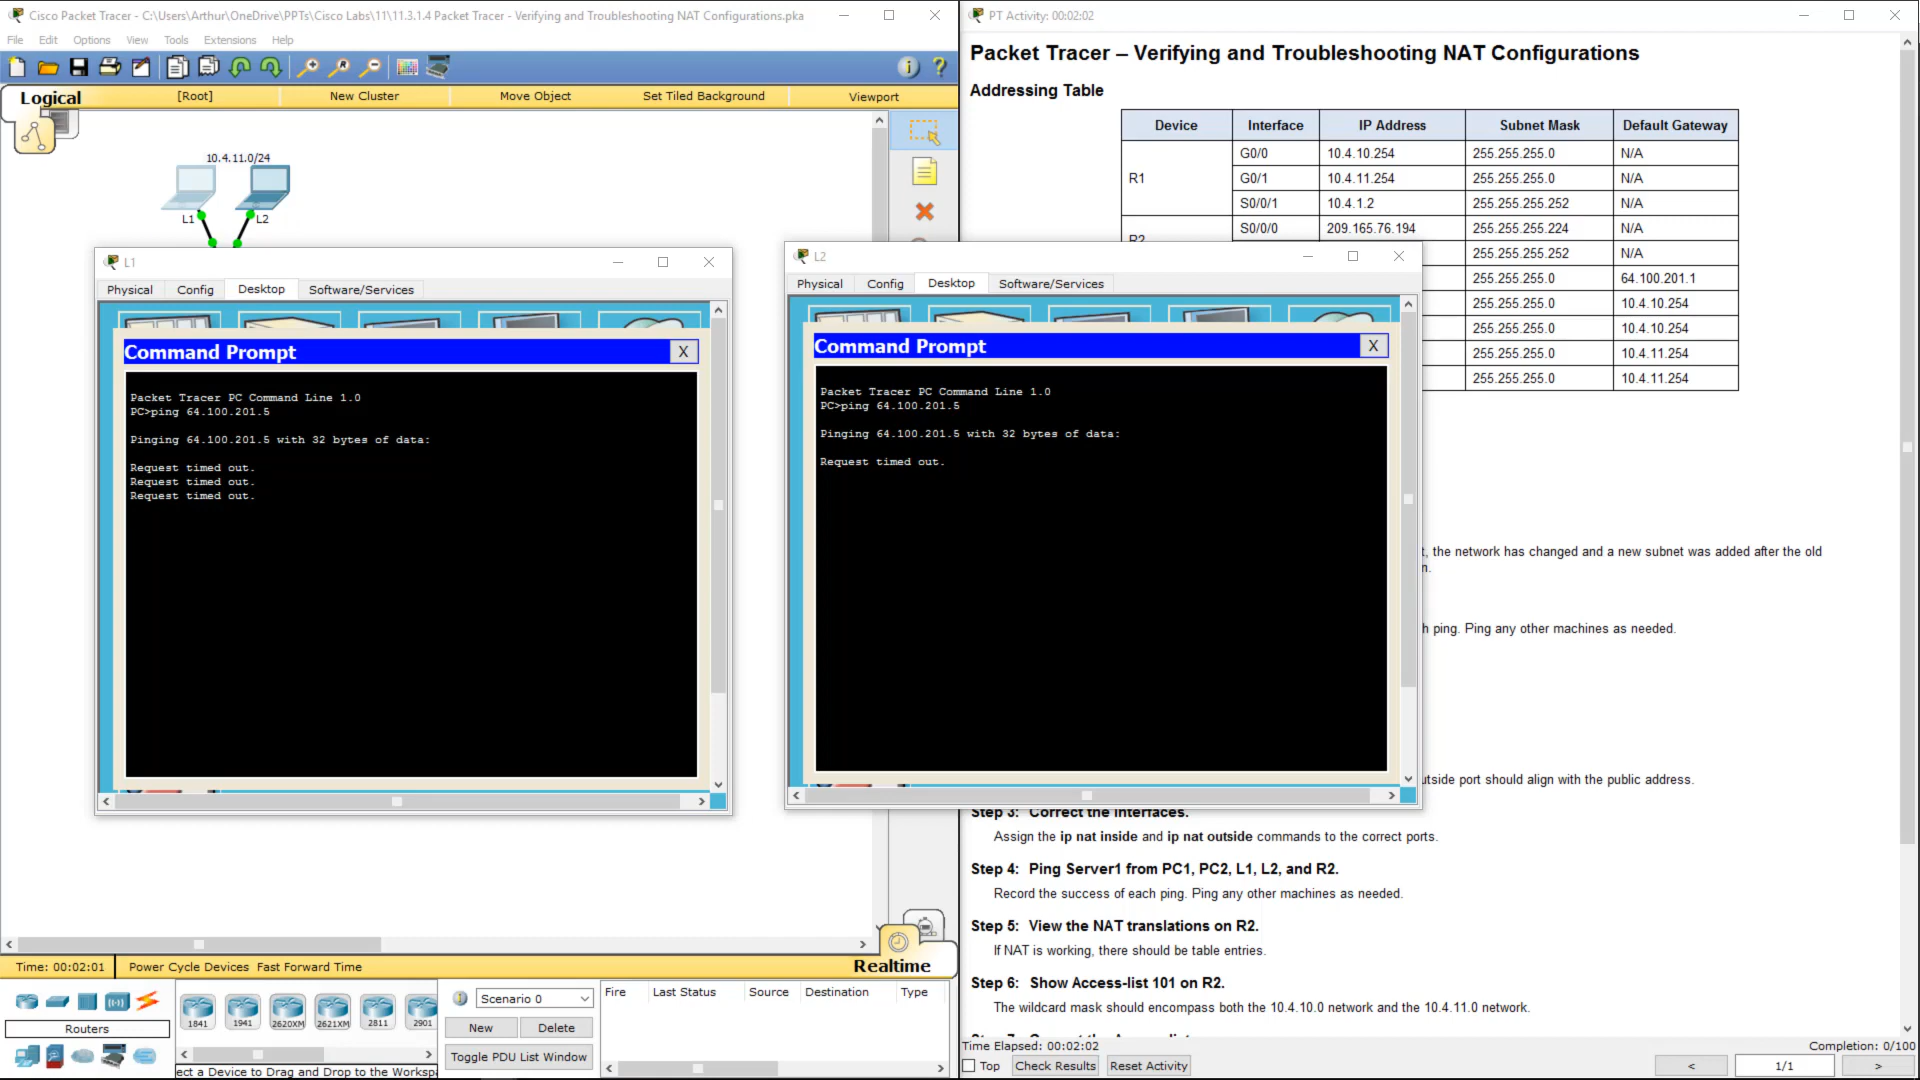 Cisco Packet Tracer - C:\Users\Arthur\OneDrive\PPTs\Cisco Labs\11\11.3.1.4 Packet Tracer - Verifying and Troubleshooting NAT Configurations.pka
File Edit Options View Tools Extensions Help
Logical [Root] New Cluster Move Object Set Tiled Background Viewport
10.4.11.0/24
L1 L2
L1
Physical Config Desktop Software/Services
Command Prompt X
Packet Tracer PC Command Line 1.0
PC>ping 64.100.201.5
Pinging 64.100.201.5 with 32 bytes of data:
Request timed out.
Request timed out.
Request timed out.
L2
Physical Config Desktop Software/Services
Command Prompt X
Packet Tracer PC Command Line 1.0
PC>ping 64.100.201.5
Pinging 64.100.201.5 with 32 bytes of data:
Request timed out.
Realtime
Time: 00:02:01 Power Cycle Devices Fast Forward Time
Routers
1841 1941 2620XM 2621XM 2811 2901
ect a Device to Drag and Drop to the Worksp
Scenario 0
New Delete
Toggle PDU List Window
Fire Last Status Source Destination Type
PT Activity: 00:02:02
Packet Tracer – Verifying and Troubleshooting NAT Configurations
Addressing Table
Device Interface IP Address Subnet Mask Default Gateway
R1 G0/0 10.4.10.254 255.255.255.0 N/A
G0/1 10.4.11.254 255.255.255.0 N/A
S0/0/1 10.4.1.2 255.255.255.252 N/A
R2 S0/0/0 209.165.76.194 255.255.255.224 N/A
255.255.255.252 N/A
255.255.255.0 64.100.201.1
255.255.255.0 10.4.10.254
255.255.255.0 10.4.10.254
255.255.255.0 10.4.11.254
255.255.255.0 10.4.11.254
t, the network has changed and a new subnet was added after the old
n.
h ping. Ping any other machines as needed.
utside port should align with the public address.
Step 3: Correct the Interfaces.
Assign the ip nat inside and ip nat outside commands to the correct ports.
Step 4: Ping Server1 from PC1, PC2, L1, L2, and R2.
Record the success of each ping. Ping any other machines as needed.
Step 5: View the NAT translations on R2.
If NAT is working, there should be table entries.
Step 6: Show Access-list 101 on R2.
The wildcard mask should encompass both the 10.4.10.0 network and the 10.4.11.0 network.
Time Elapsed: 00:02:02 Completion: 0/100
Top Check Results Reset Activity < 1/1 >